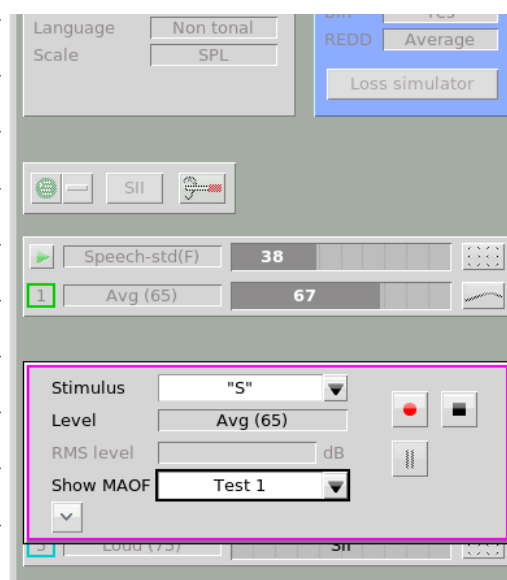 Language Non tonal
Scale SPL
REDD Average
Loss simulator
SII
Speech-std(F) 38
1 Avg (65) 67
Stimulus "S"
Level Avg (65)
RMS level dB
Show MAOF Test 1